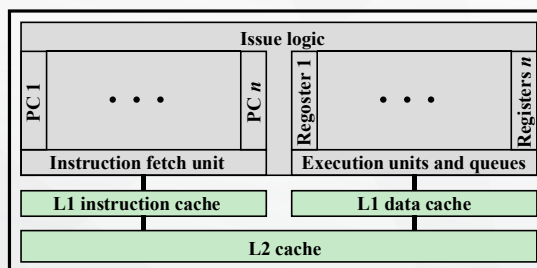 Issue logic
PC 1
• • •
PC n
Regoster 1
• • •
Registers n
Instruction fetch unit
Execution units and queues
L1 instruction cache
L1 data cache
L2 cache